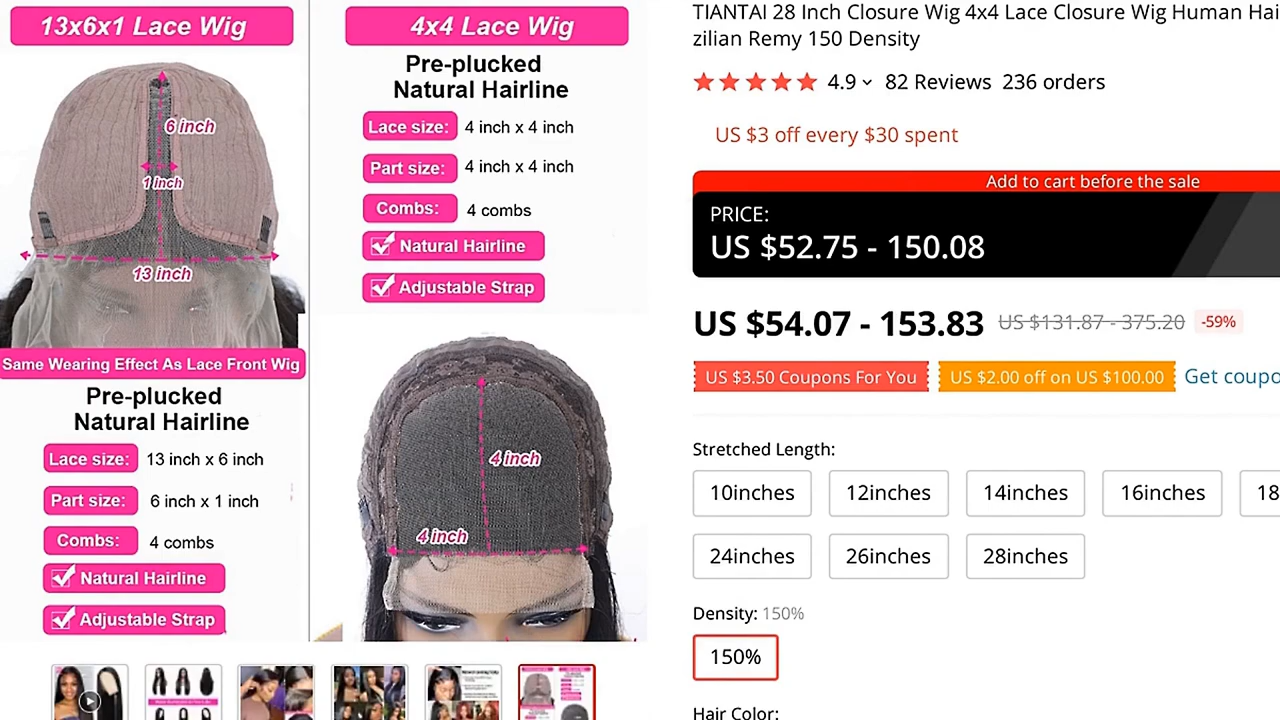 13x6x1 Lace Wig
6 inch
1 inch
13 inch
Same Wearing Effect As Lace Front Wig
Pre-plucked
Natural Hairline
Lace size: 13 inch x 6 inch
Part size: 6 inch x 1 inch
Combs: 4 combs
Natural Hairline
Adjustable Strap
4x4 Lace Wig
Pre-plucked
Natural Hairline
Lace size: 4 inch x 4 inch
Part size: 4 inch x 4 inch
Combs: 4 combs
Natural Hairline
Adjustable Strap
4 inch
4 inch
TIANTAI 28 Inch Closure Wig 4x4 Lace Closure Wig Human Hai
zilian Remy 150 Density
4.9 82 Reviews 236 orders
US $3 off every $30 spent
Add to cart before the sale
PRICE:
US $52.75 - 150.08
US $54.07 - 153.83 US $131.87 - 375.20 -59%
US $3.50 Coupons For You US $2.00 off on US $100.00 Get coupo
Stretched Length:
10inches 12inches 14inches 16inches 18
24inches 26inches 28inches
Density: 150%
150%
Hair Color: